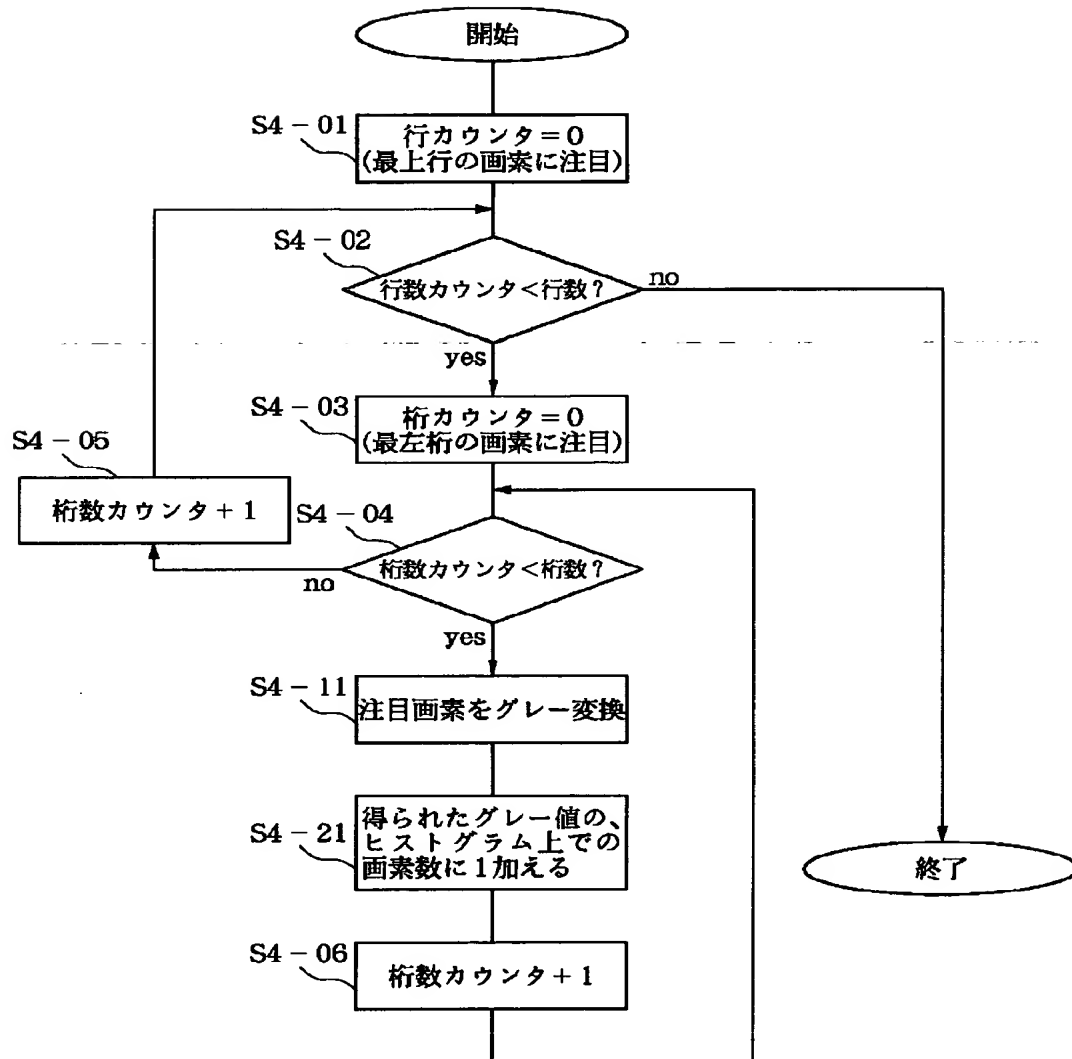 開始
S4-01
行カウンタ=0
(最上行の画素に注目)
S4-02
行数カウンタ<行数?
no
yes
S4-03
桁カウンタ=0
(最左桁の画素に注目)
S4-05
桁数カウンタ+1
S4-04
桁数カウンタ<桁数?
no
yes
S4-11
注目画素をグレー変換
S4-21
得られたグレー値の、
ヒストグラム上での
画素数に1加える
終了
S4-06
桁数カウンタ+1